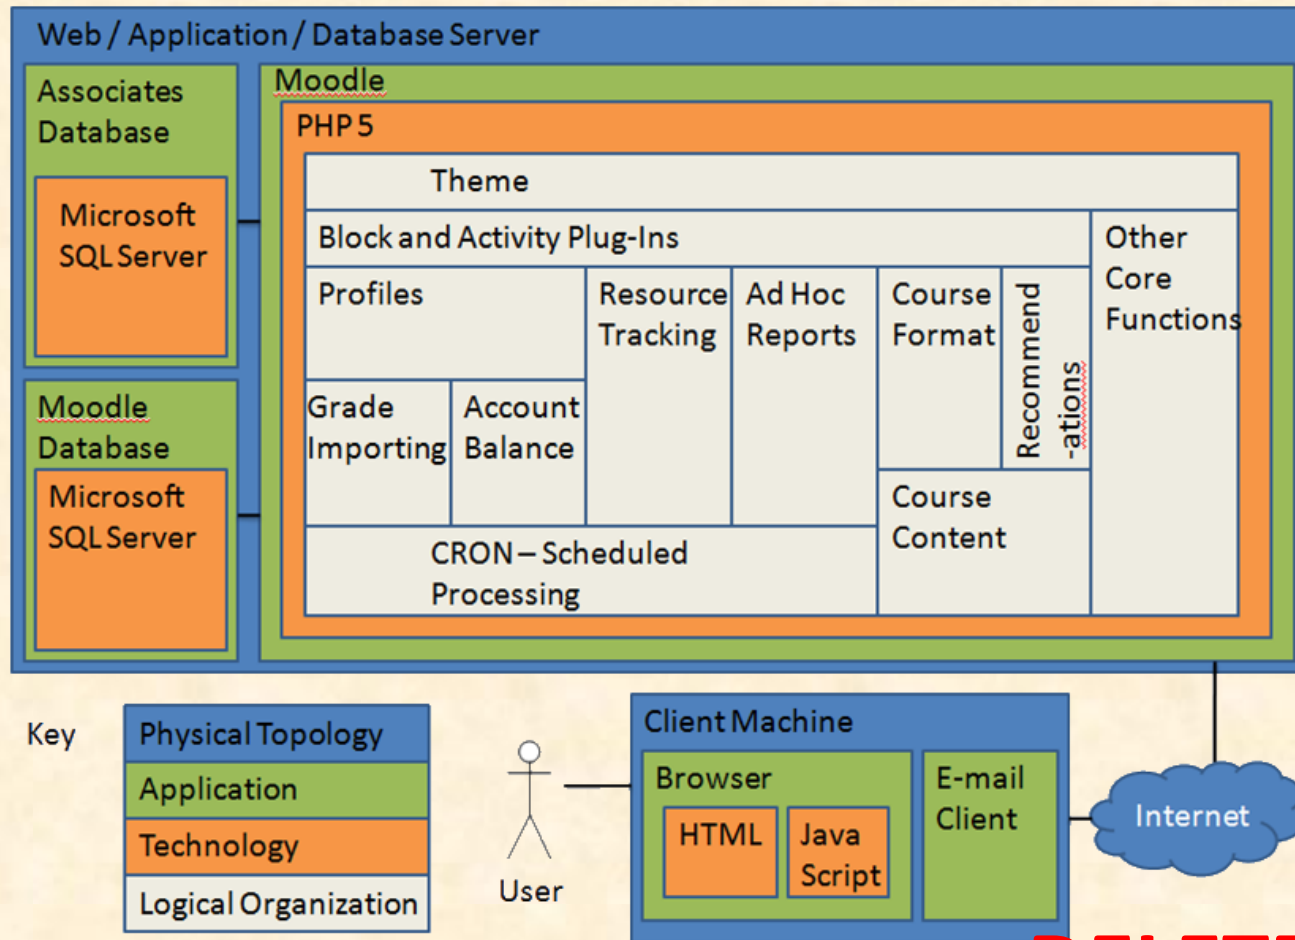 Web / Application / Database Server
Associates
Database
Microsoft
SQL Server
Moodle
Database
Microsoft
SQL Server
Moodle
PHP 5
Theme
Block and Activity Plug-Ins
Profiles
Resource
Tracking
Ad Hoc
Reports
Course
Format
Recommend
-ations
Other
Core
Functions
Grade
Importing
Account
Balance
Course
Content
CRON – Scheduled
Processing
Key
Physical Topology
Application
Technology
Logical Organization
User
Client Machine
Browser
HTML
Java
Script
E-mail
Client
Internet